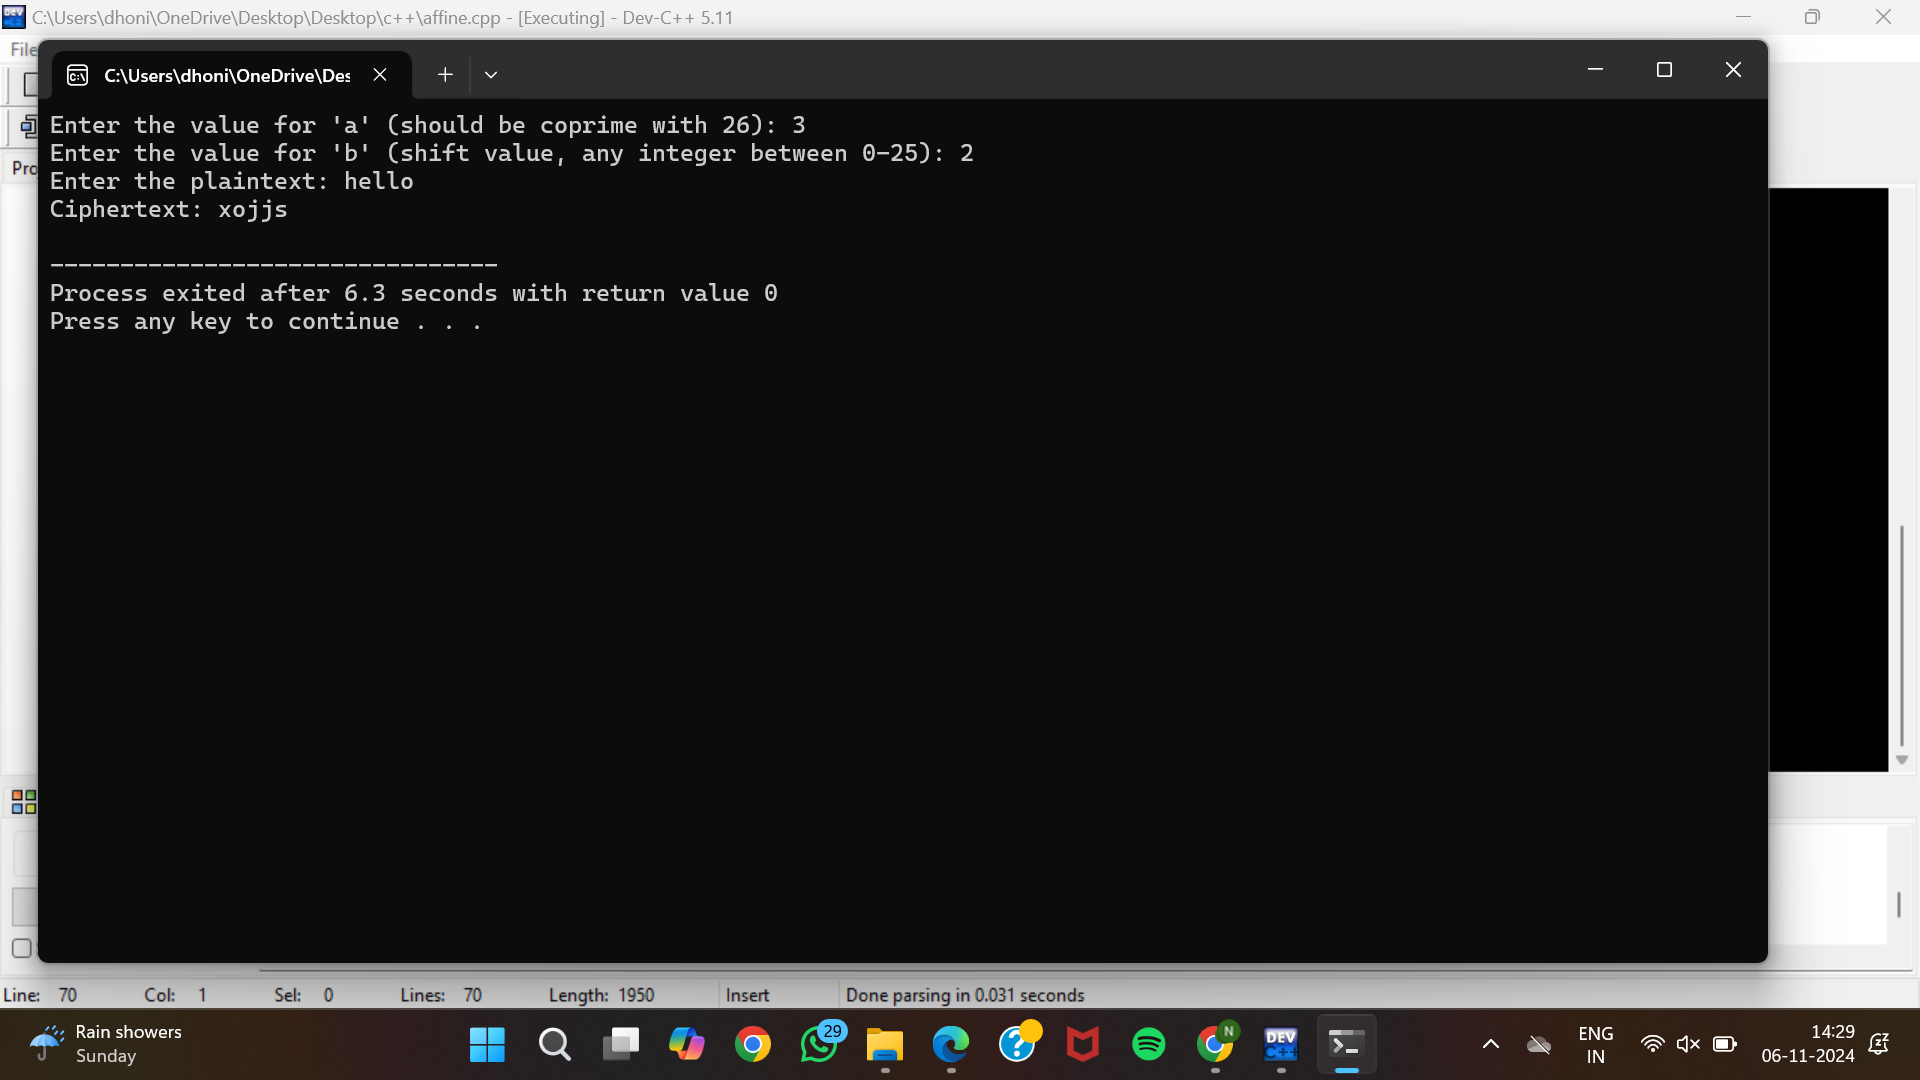 C:\Users\dhoni\OneDrive\Desktop\Desktop\c++\affine.cpp - [Executing] - Dev-C++ 5.11
File
C:\Users\dhoni\OneDrive\Des
Enter the value for 'a' (should be coprime with 26): 3
Enter the value for 'b' (shift value, any integer between 0-25): 2
Pro
Enter the plaintext: hello
Ciphertext: xojjs
--------------------------------
Process exited after 6.3 seconds with return value 0
Press any key to continue . . .
Line: 70 Col: 1 Sel: 0 Lines: 70 Length: 1950 Insert Done parsing in 0.031 seconds
Rain showers
Sunday
29
N
DEV
C++
ENG
IN
14:29
06-11-2024